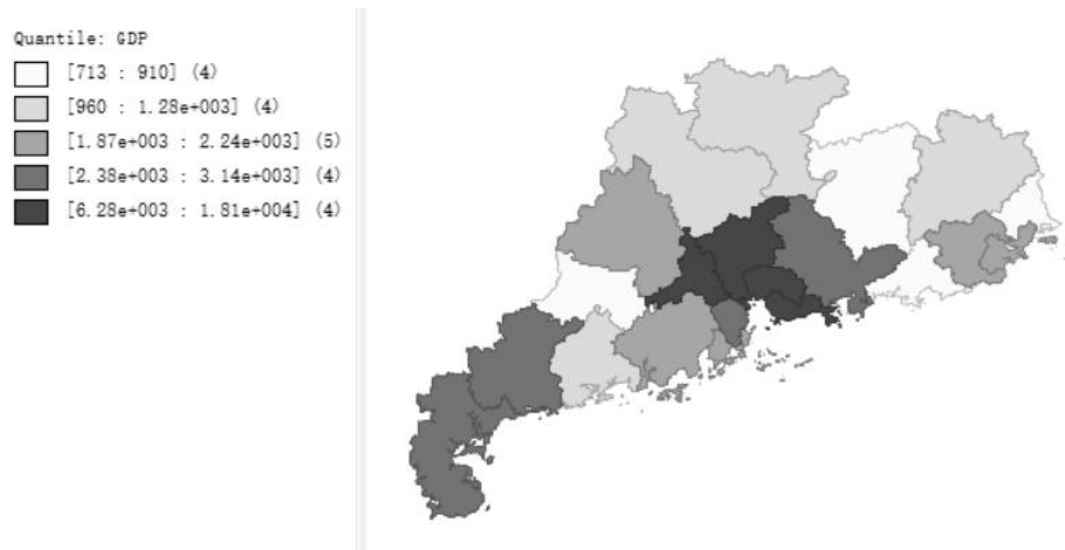 Quantile: GDP
[713 : 910] (4)
[960 : 1.28e+003] (4)
[1.87e+003 : 2.24e+003] (5)
[2.38e+003 : 3.14e+003] (4)
[6.28e+003 : 1.81e+004] (4)